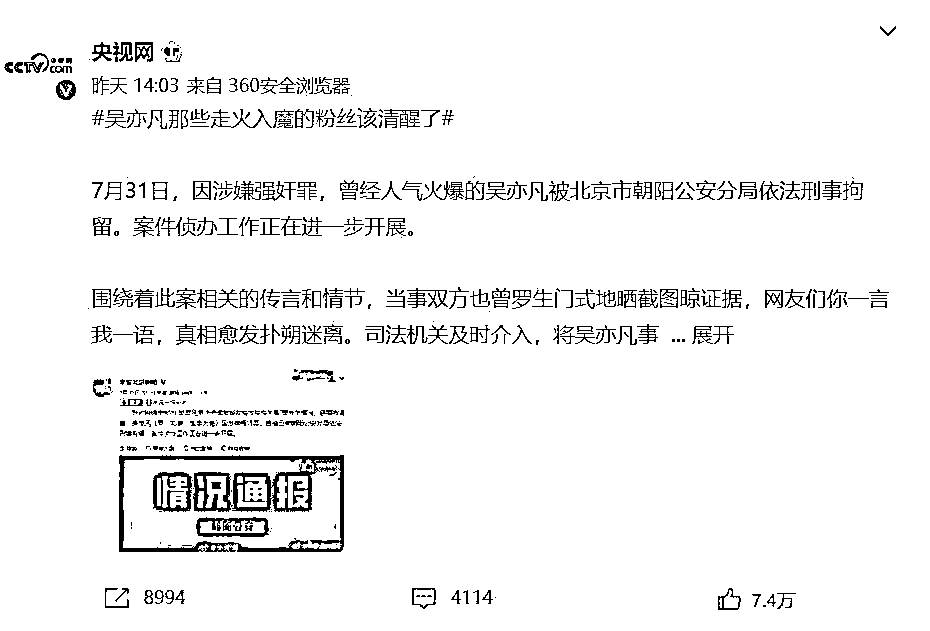 央视网
CCTV.com
昨天 14:03 来自 360安全浏览器
#吴亦凡那些走火入魔的粉丝该清醒了#
7月31日，因涉嫌强奸罪，曾经人气火爆的吴亦凡被北京市朝阳公安分局依法刑事拘
留。案件侦办工作正在进一步开展。
围绕着此案相关的传言和情节，当事双方也曾罗生门式地晒截图晾证据，网友们你一言
我一语，真相愈发扑朔迷离。司法机关及时介入，将吴亦凡事 ... 展开
情况通报
8994
4114
7.4万